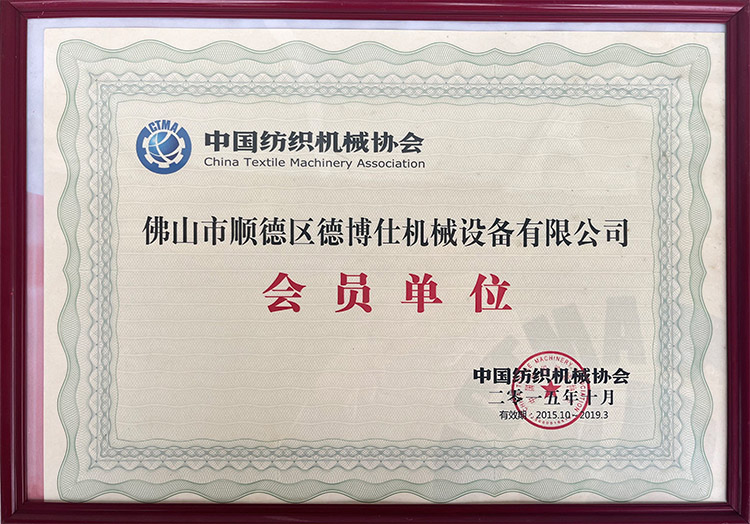 CTMA
中国纺织机械协会
China Textile Machinery Association
佛山市顺德区德博仕机械设备有限公司
会员单位
中国纺织机械协会
二零一五年十月
有效期：2015.10-2019.3